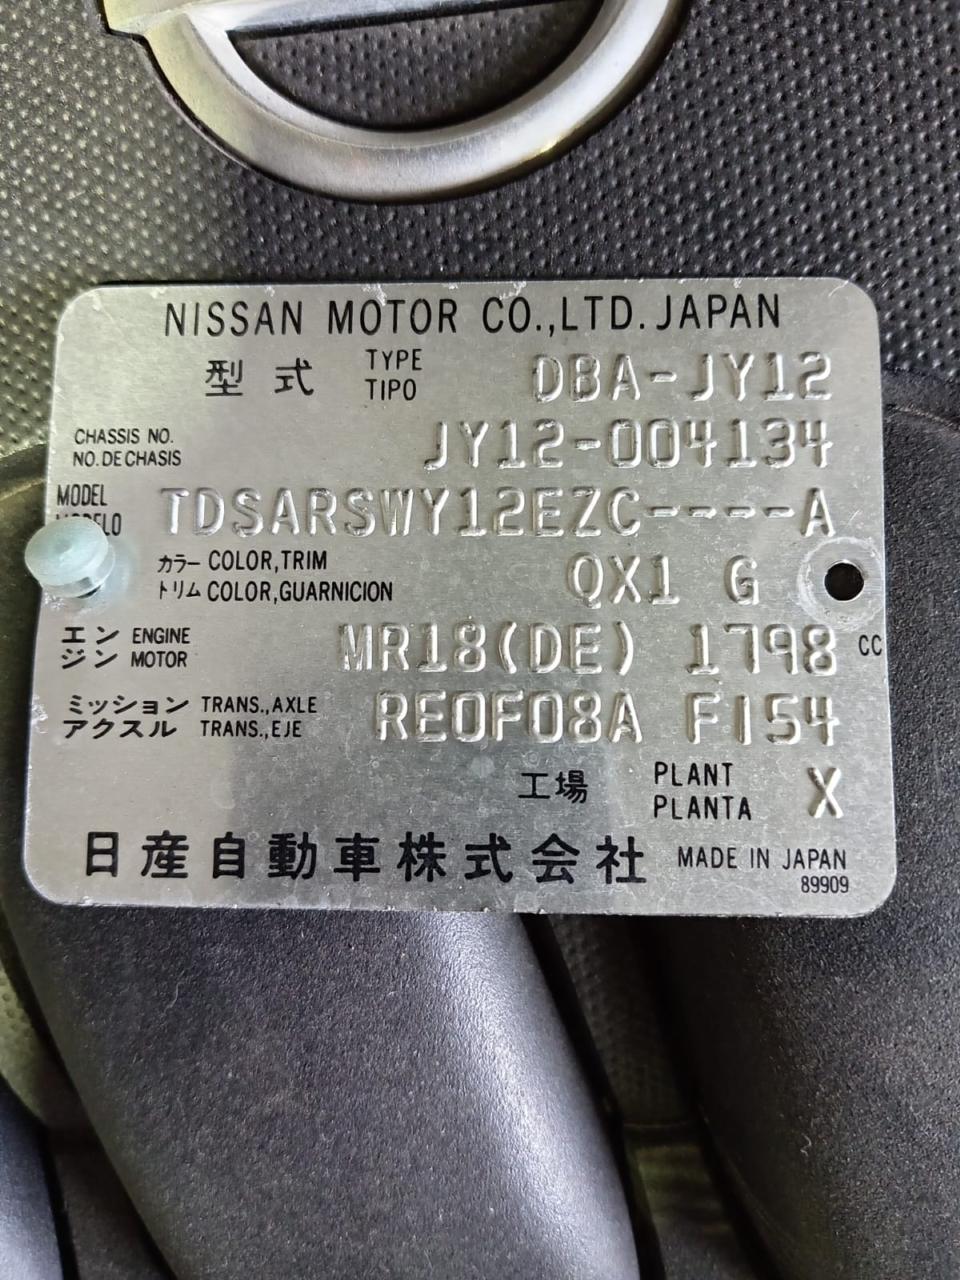 NISSAN MOTOR CO.,LTD. JAPAN
型式 TYPE TIPO DBA-JY12
CHASSIS NO. NO. DE CHASIS JY12-004134
MODEL TDSARSWY12EZC----A
カラー COLOR,TRIM
トリム COLOR,GUARNICION QX1 G
エンジン ENGINE MOTOR MR18(DE) 1798 CC
ミッション TRANS.,AXLE
アクスル TRANS.,EJE RE0F08A FI54
工場 PLANT PLANTA X
日産自動車株式会社 MADE IN JAPAN
89909